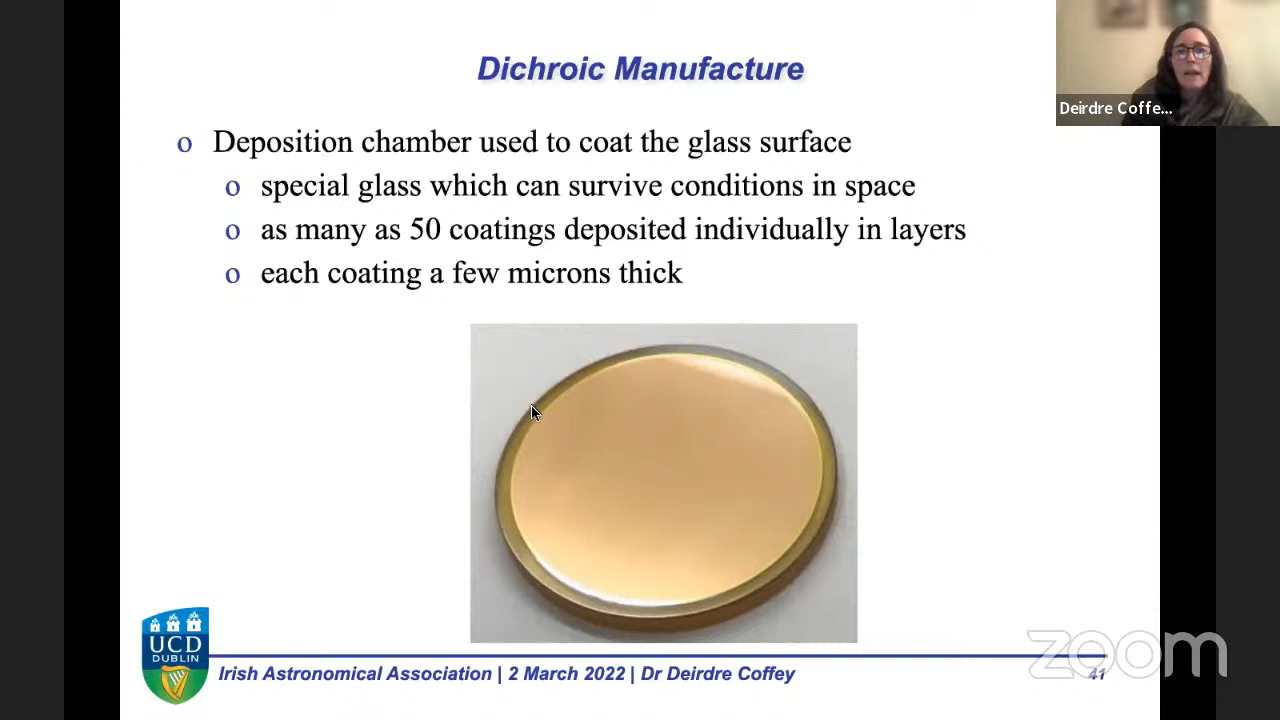 Dichroic Manufacture
Deirdre Coffe...
o Deposition chamber used to coat the glass surface
o special glass which can survive conditions in space
o as many as 50 coatings deposited individually in layers
o each coating a few microns thick
UCD
DUBLIN
Irish Astronomical Association | 2 March 2022 | Dr Deirdre Coffey
41
zoom